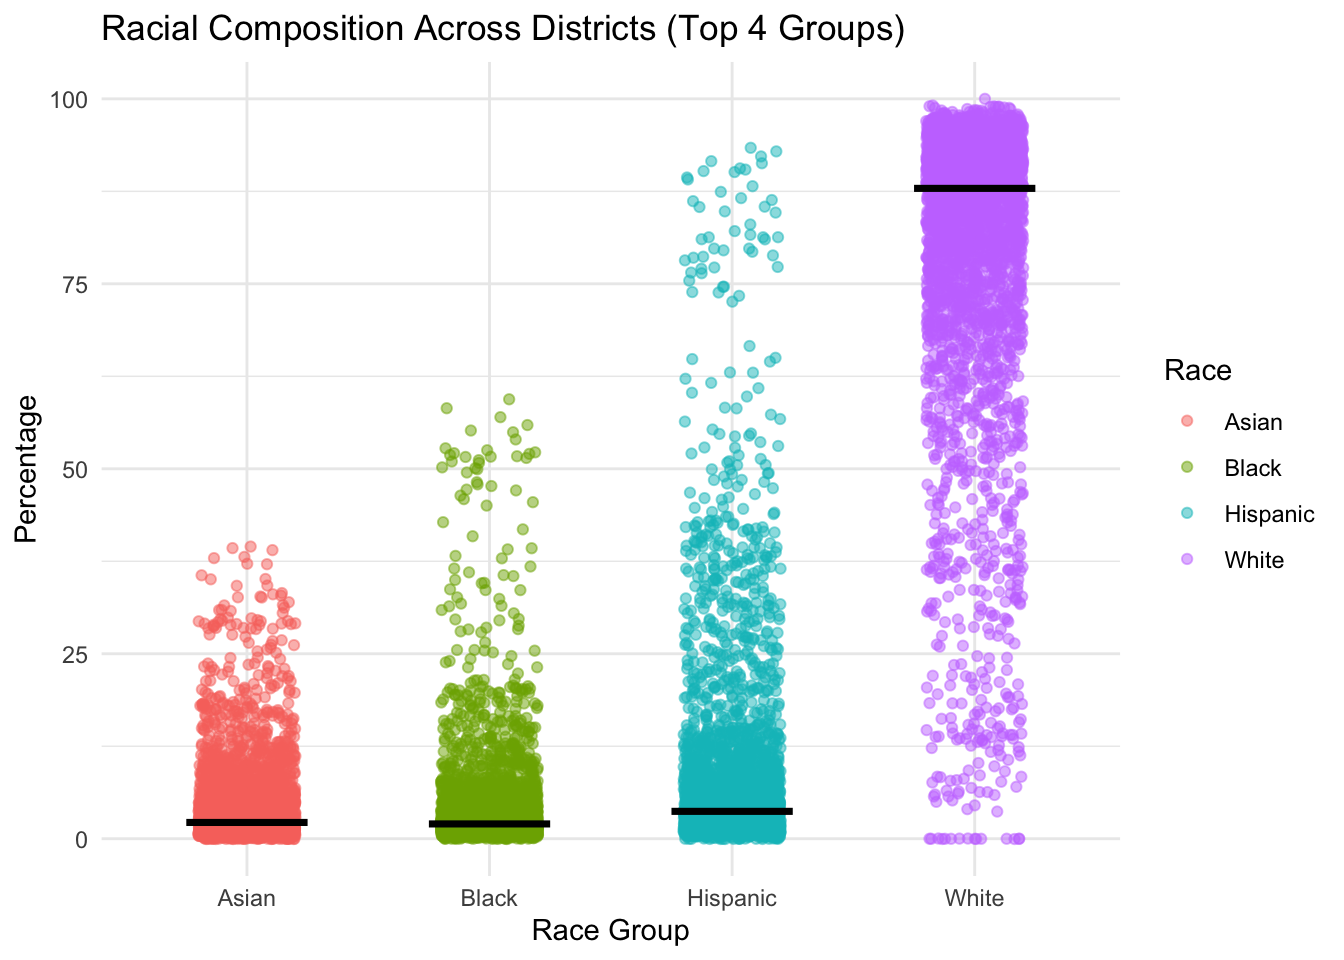 Racial Composition Across Districts (Top 4 Groups)
100
75
50
25
0
Percentage
Asian
Black
Hispanic
White
Race Group
Race
Asian
Black
Hispanic
White